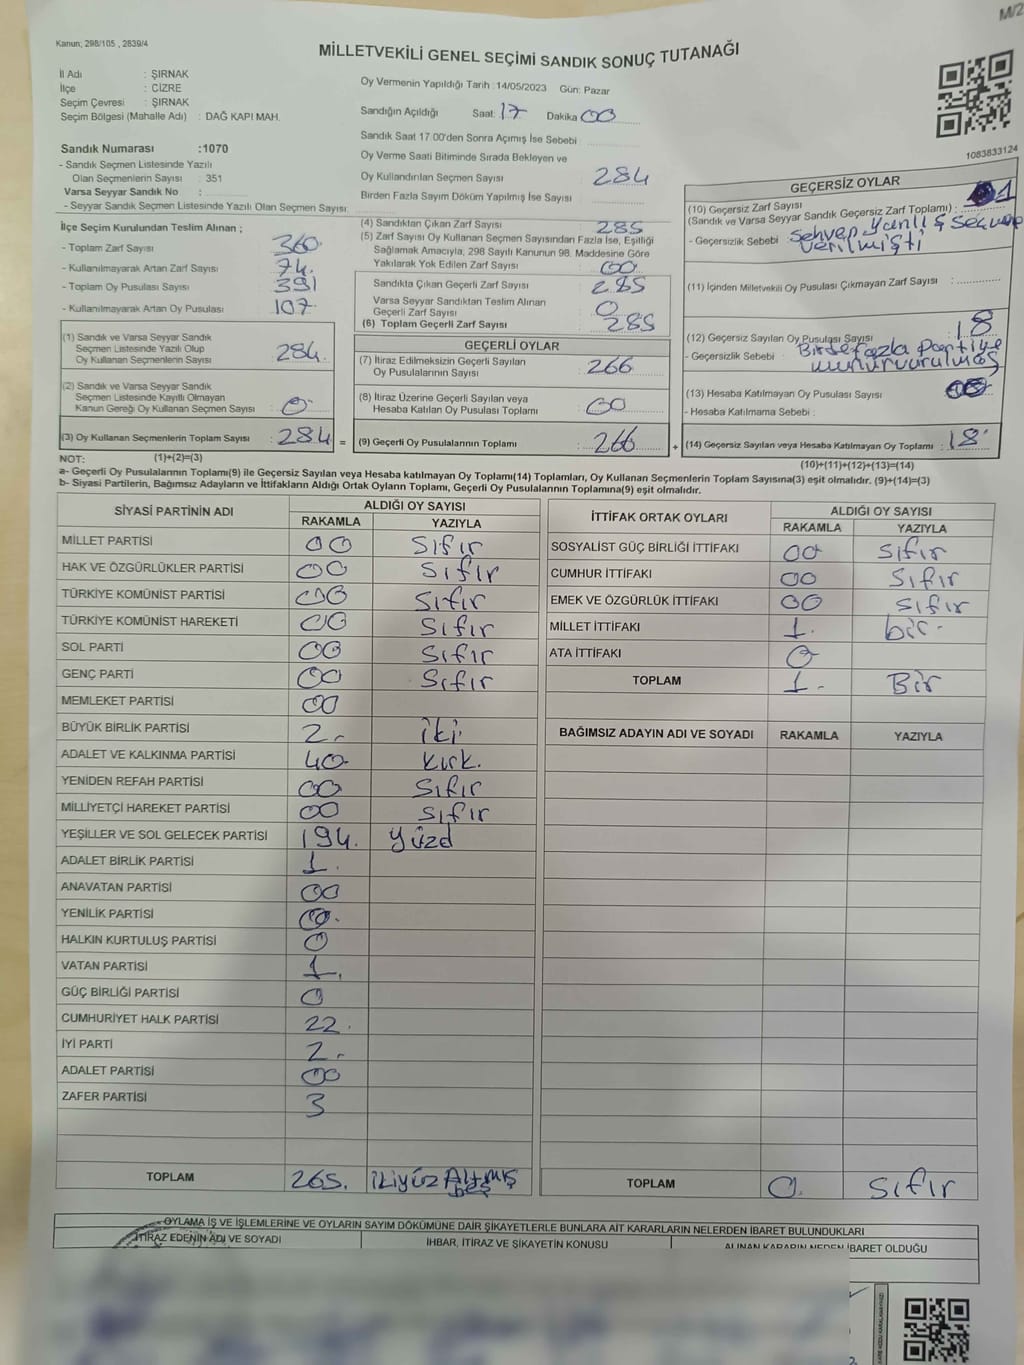 M/2
Kanun; 298/105 , 2839/4
MİLLETVEKİLİ GENEL SEÇİMİ SANDIK SONUÇ TUTANAĞI
İl Adı : ŞIRNAK
İlçe : CİZRE
Seçim Çevresi : ŞIRNAK
Seçim Bölgesi (Mahalle Adı) : DAĞ KAPI MAH.
Sandık Numarası :1070
- Sandık Seçmen Listesinde Yazılı
Olan Seçmenlerin Sayısı : 351
Varsa Seyyar Sandık No :
- Seyyar Sandık Seçmen Listesinde Yazılı Olan Seçmen Sayısı:
İlçe Seçim Kurulundan Teslim Alınan ;
- Toplam Zarf Sayısı : 360
- Kullanılmayarak Artan Zarf Sayısı : 74.
- Toplam Oy Pusulası Sayısı : 391
- Kullanılmayarak Artan Oy Pusulası : 107
(1) Sandık ve Varsa Seyyar Sandık
Seçmen Listesinde Yazılı Olup
Oy Kullanan Seçmenlerin Sayısı : 284.
(2) Sandık ve Varsa Seyyar Sandık
Seçmen Listesinde Kayıtlı Olmayan
Kanun Gereği Oy Kullanan Seçmen Sayısı : 0
(3) Oy Kullanan Seçmenlerin Toplam Sayısı : 284 =
Oy Vermenin Yapıldığı Tarih :14/05/2023 Gün: Pazar
Sandığın Açıldığı Saat: 17 Dakika 00
Sandık Saat 17.00'den Sonra Açımış İse Sebebi :
Oy Verme Saati Bitiminde Sırada Bekleyen ve
Oy Kullandırılan Seçmen Sayısı 284
Birden Fazla Sayım Döküm Yapılmış İse Sayısı
(4) Sandıktan Çıkan Zarf Sayısı 285
(5) Zarf Sayısı Oy Kullanan Seçmen Sayısından Fazla İse, Eşitliği
Sağlamak Amacıyla, 298 Sayılı Kanunun 98. Maddesine Göre
Yakılarak Yok Edilen Zarf Sayısı : 00
Sandıkta Çıkan Geçerli Zarf Sayısı : 285
Varsa Seyyar Sandıktan Teslim Alınan
Geçerli Zarf Sayısı : 0
(6) Toplam Geçerli Zarf Sayısı : 285
GEÇERLİ OYLAR
(7) İtiraz Edilmeksizin Geçerli Sayılan
Oy Pusulalarının Sayısı : 266
(8) İtiraz Üzerine Geçerli Sayılan veya
Hesaba Katılan Oy Pusulası Toplamı : 00
(9) Geçerli Oy Pusulalarının Toplamı : 266 +
1083833124
GEÇERSİZ OYLAR
(10) Geçersiz Zarf Sayısı
(Sandık ve Varsa Seyyar Sandık Geçersiz Zarf Toplamı) : 1
- Geçersizlik Sebebi : Sehven Yanlış
verilmişti
(11) İçinden Milletvekili Oy Pusulası Çıkmayan Zarf Sayısı :
(12) Geçersiz Sayılan Oy Pusulası Sayısı : 18
- Geçersizlik Sebebi : Birdefazla partiye
(13) Hesaba Katılmayan Oy Pusulası Sayısı :
- Hesaba Katılmama Sebebi :
(14) Geçersiz Sayılan veya Hesaba Katılmayan Oy Toplamı : 18
NOT: (1)+(2)=(3)
(10)+(11)+(12)+(13)=(14)
a- Geçerli Oy Pusulalarının Toplamı(9) ile Geçersiz Sayılan veya Hesaba katılmayan Oy Toplamı(14) Toplamları, Oy Kullanan Seçmenlerin Toplam Sayısına(3) eşit olmalıdır. (9)+(14)=(3)
b- Siyasi Partilerin, Bağımsız Adayların ve İttifakların Aldığı Ortak Oyların Toplamı, Geçerli Oy Pusulalarının Toplamına(9) eşit olmalıdır.
SİYASİ PARTİNİN ADI ALDIĞI OY SAYISI
RAKAMLA YAZIYLA
MİLLET PARTİSİ 00 Sıfır
HAK VE ÖZGÜRLÜKLER PARTİSİ 00 Sıfır
TÜRKİYE KOMÜNİST PARTİSİ 00 Sıfır
TÜRKİYE KOMÜNİST HAREKETİ 00 Sıfır
SOL PARTİ 00 Sıfır
GENÇ PARTİ 00 Sıfır
MEMLEKET PARTİSİ 00
BÜYÜK BİRLİK PARTİSİ 2. iki
ADALET VE KALKINMA PARTİSİ 40 kırk.
YENİDEN REFAH PARTİSİ 00 Sıfır
MİLLİYETÇİ HAREKET PARTİSİ 00 Sıfır
YEŞİLLER VE SOL GELECEK PARTİSİ 194. yüzd
ADALET BİRLİK PARTİSİ 1.
ANAVATAN PARTİSİ 00
YENİLİK PARTİSİ 00.
HALKIN KURTULUŞ PARTİSİ 0
VATAN PARTİSİ 1.
GÜÇ BİRLİĞİ PARTİSİ 0
CUMHURİYET HALK PARTİSİ 22.
İYİ PARTİ 2.
ADALET PARTİSİ 00
ZAFER PARTİSİ 3
TOPLAM 265. ikiyüz Altmış
beş
İTTİFAK ORTAK OYLARI ALDIĞI OY SAYISI
RAKAMLA YAZIYLA
SOSYALİST GÜÇ BİRLİĞİ İTTİFAKI 00 Sıfır
CUMHUR İTTİFAKI 00 Sıfır
EMEK VE ÖZGÜRLÜK İTTİFAKI 00 Sıfır
MİLLET İTTİFAKI 1. bir.
ATA İTTİFAKI 0
TOPLAM 1. Bir
BAĞIMSIZ ADAYIN ADI VE SOYADI RAKAMLA YAZIYLA
TOPLAM 0. Sıfır
OYLAMA İŞ VE İŞLEMLERİNE VE OYLARIN SAYIM DÖKÜMÜNE DAİR ŞİKAYETLERLE BUNLARA AİT KARARLARIN NELERDEN İBARET BULUNDUKLARI
İTİRAZ EDENİN ADI VE SOYADI İHBAR, İTİRAZ VE ŞİKAYETİN KONUSU ALINAN KARARIN NEDEN İBARET OLDUĞU